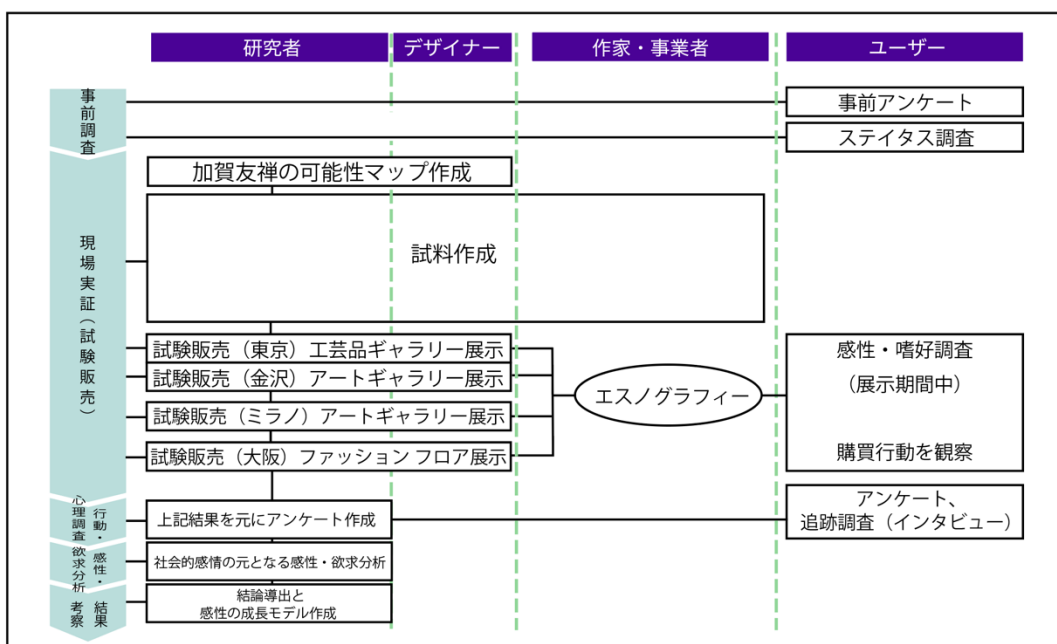 研究者
デザイナー
作家・事業者
ユーザー
事前調査
事前アンケート
ステイタス調査
現場実証(試験販売)
加賀友禅の可能性マップ作成
試料作成
試験販売(東京)工芸品ギャラリー展示
試験販売(金沢)アートギャラリー展示
試験販売(ミラノ)アートギャラリー展示
試験販売(大阪)ファッション フロア展示
エスノグラフィー
感性・嗜好調査
(展示期間中)
購買行動を観察
行動・
心理調査
上記結果を元にアンケート作成
アンケート、
追跡調査(インタビュー)
感性・
欲求分析
社会的感情の元となる感性・欲求分析
結果
考察
結論導出と
感性の成長モデル作成